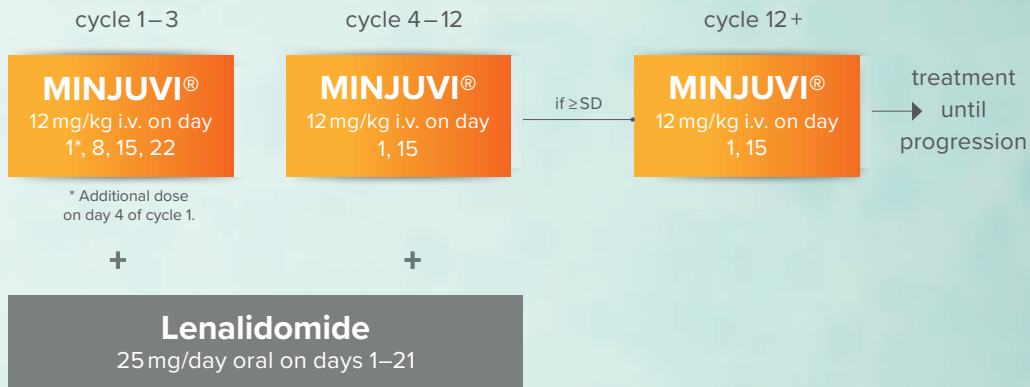 cycle 1–3
MINJUVI®
12 mg/kg i.v. on day
1*, 8, 15, 22
* Additional dose
on day 4 of cycle 1.
+
cycle 4–12
MINJUVI®
12 mg/kg i.v. on day
1, 15
+
if ≥SD
cycle 12+
MINJUVI®
12 mg/kg i.v. on day
1, 15
treatment
until
progression
Lenalidomide
25 mg/day oral on days 1–21